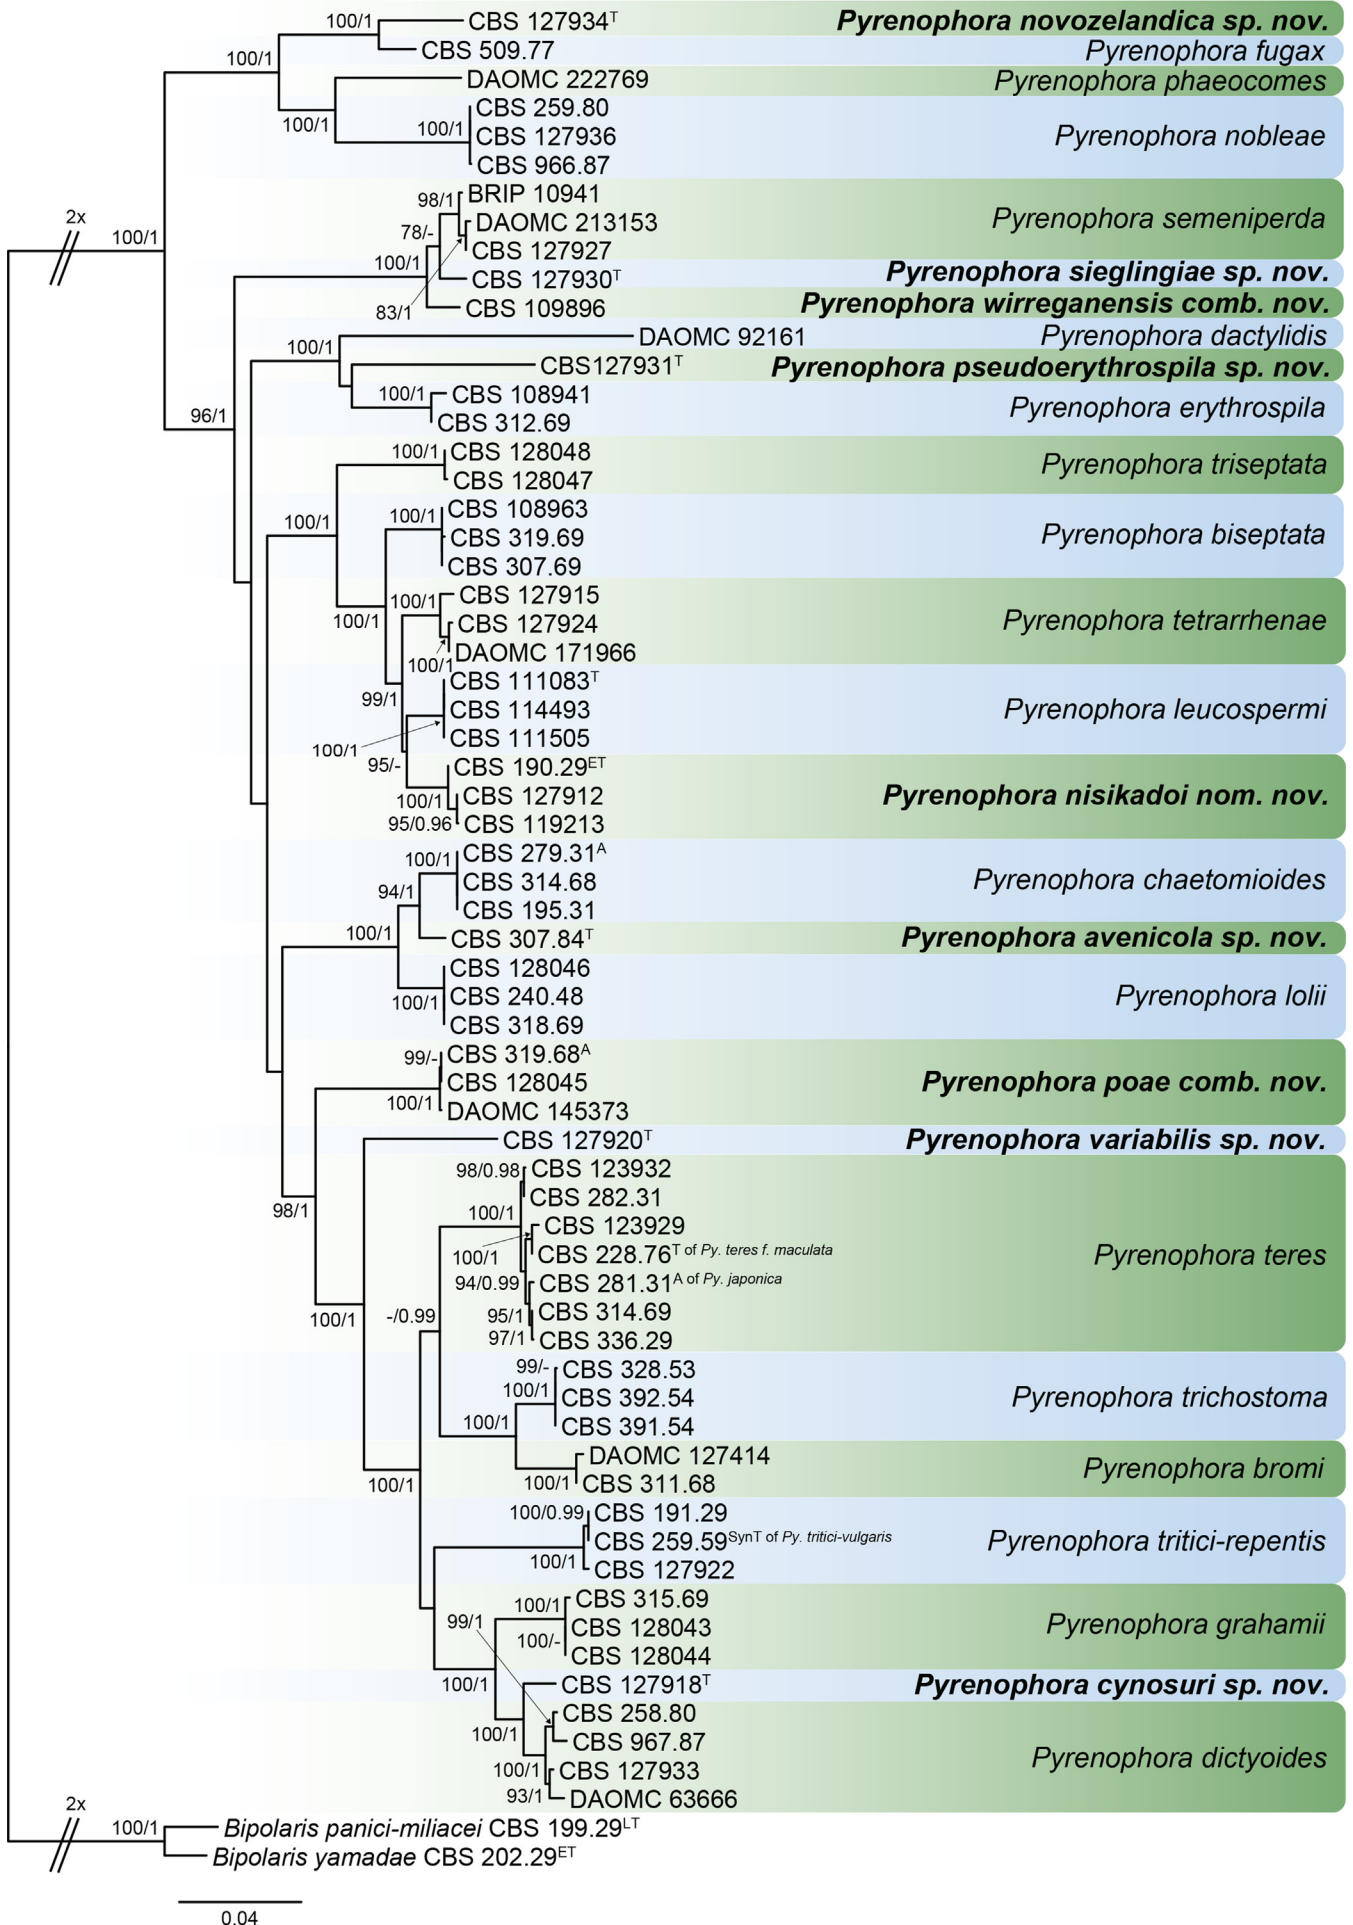 100/1 CBS 127934ᵀ Pyrenophora novozelandica sp. nov.
CBS 509.77 Pyrenophora fugax
100/1
DAOMC 222769 Pyrenophora phaeocomes
CBS 259.80
100/1 100/1 CBS 127936 Pyrenophora nobleae
CBS 966.87
98/1 BRIP 10941
2x DAOMC 213153 Pyrenophora semeniperda
100/1 78/- CBS 127927
100/1 CBS 127930ᵀ Pyrenophora sieglingiae sp. nov.
83/1 CBS 109896 Pyrenophora wirreganensis comb. nov.
DAOMC 92161 Pyrenophora dactylidis
100/1 CBS127931ᵀ Pyrenophora pseudoerythrospila sp. nov.
100/1 CBS 108941
96/1 CBS 312.69 Pyrenophora erythrospila
100/1 CBS 128048
CBS 128047 Pyrenophora triseptata
CBS 108963
100/1 100/1 CBS 319.69 Pyrenophora biseptata
CBS 307.69
100/1 CBS 127915
100/1 CBS 127924 Pyrenophora tetrarrhenae
100/1 DAOMC 171966
CBS 111083ᵀ
99/1 CBS 114493 Pyrenophora leucospermi
100/1 CBS 111505
95/- CBS 190.29ᴱᵀ
100/1 CBS 127912 Pyrenophora nisikadoi nom. nov.
95/0.96 CBS 119213
100/1 CBS 279.31ᴬ
94/1 CBS 314.68 Pyrenophora chaetomioides
CBS 195.31
100/1 CBS 307.84ᵀ Pyrenophora avenicola sp. nov.
CBS 128046
100/1 CBS 240.48 Pyrenophora lolii
CBS 318.69
99/- CBS 319.68ᴬ
CBS 128045 Pyrenophora poae comb. nov.
100/1 DAOMC 145373
CBS 127920ᵀ Pyrenophora variabilis sp. nov.
98/0.98 CBS 123932
CBS 282.31
98/1 100/1 CBS 123929
100/1 CBS 228.76ᵀ of Py. teres f. maculata Pyrenophora teres
94/0.99 CBS 281.31ᴬ of Py. japonica
100/1 -/0.99 95/1 CBS 314.69
97/1 CBS 336.29
99/- CBS 328.53
100/1 CBS 392.54 Pyrenophora trichostoma
100/1 CBS 391.54
DAOMC 127414
100/1 100/1 CBS 311.68 Pyrenophora bromi
100/0.99 CBS 191.29
CBS 259.59 SynT of Py. tritici-vulgaris Pyrenophora tritici-repentis
100/1 CBS 127922
100/1 CBS 315.69
99/1 CBS 128043 Pyrenophora grahamii
100/- CBS 128044
100/1 CBS 127918ᵀ Pyrenophora cynosuri sp. nov.
CBS 258.80
100/1 CBS 967.87 Pyrenophora dictyoides
100/1 CBS 127933
93/1 DAOMC 63666
2x
100/1 Bipolaris panici-miliacei CBS 199.29ᴸᵀ
Bipolaris yamadae CBS 202.29ᴱᵀ
0.04